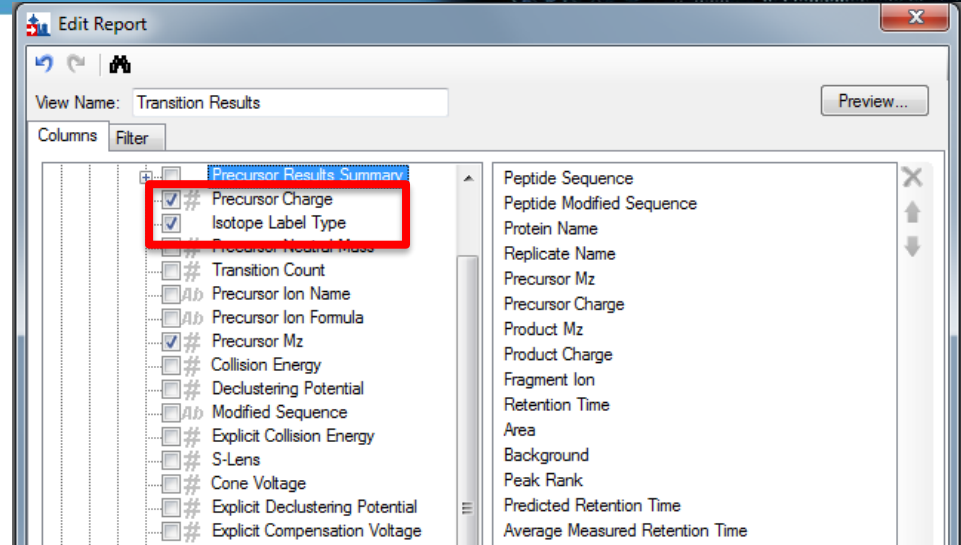 Edit Report
View Name: Transition Results
Preview...
Columns Filter
Precursor Results Summary
Precursor Charge
Isotope Label Type
Precursor Neutral Mass
Transition Count
Ab Precursor Ion Name
Ab Precursor Ion Formula
Precursor Mz
Collision Energy
Declustering Potential
Ab Modified Sequence
Explicit Collision Energy
S-Lens
Cone Voltage
Explicit Declustering Potential
Explicit Compensation Voltage
Peptide Sequence
Peptide Modified Sequence
Protein Name
Replicate Name
Precursor Mz
Precursor Charge
Product Mz
Product Charge
Fragment Ion
Retention Time
Area
Background
Peak Rank
Predicted Retention Time
Average Measured Retention Time